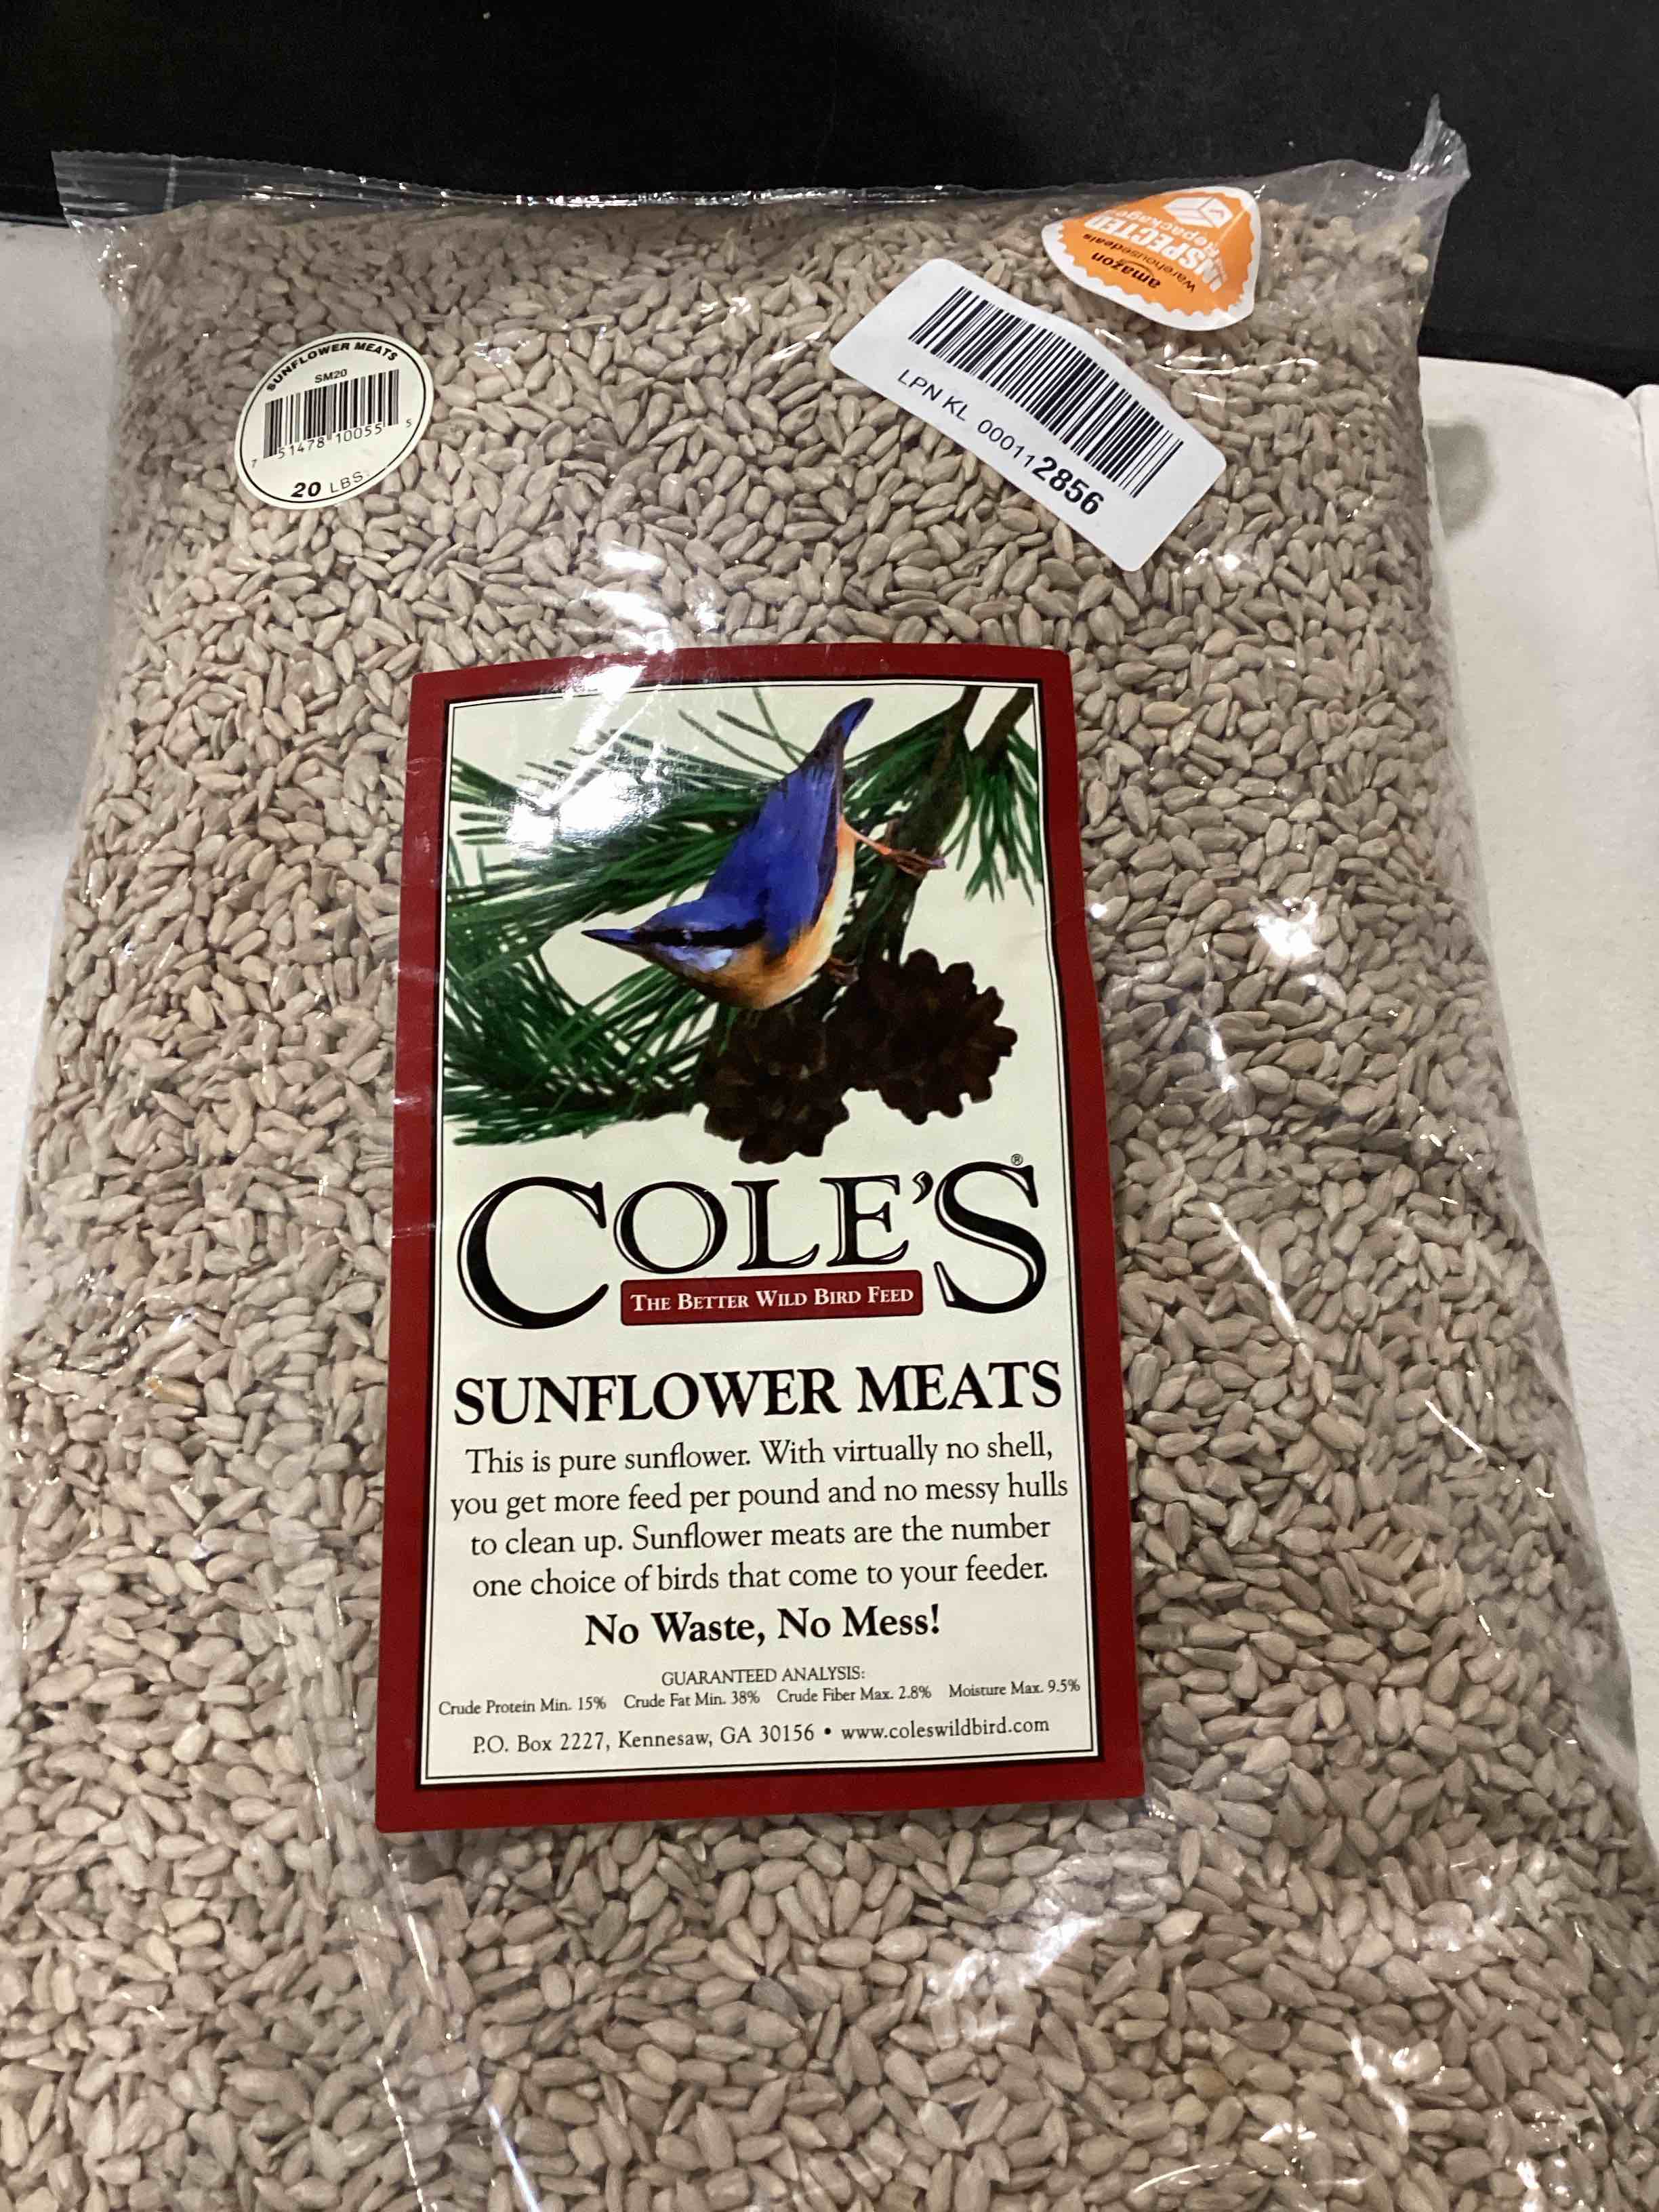 amazon
warehousedeals
INSPECTED
Repackage
LPN KL 000112856
SUNFLOWER MEATS
SM20
7 51478 10055 5
20 LBS.
COLE'S®
THE BETTER WILD BIRD FEED
SUNFLOWER MEATS
This is pure sunflower. With virtually no shell,
you get more feed per pound and no messy hulls
to clean up. Sunflower meats are the number
one choice of birds that come to your feeder.
No Waste, No Mess!
GUARANTEED ANALYSIS:
Crude Protein Min. 15% Crude Fat Min. 38% Crude Fiber Max. 2.8% Moisture Max. 9.5%
P.O. Box 2227, Kennesaw, GA 30156 • www.coleswildbird.com